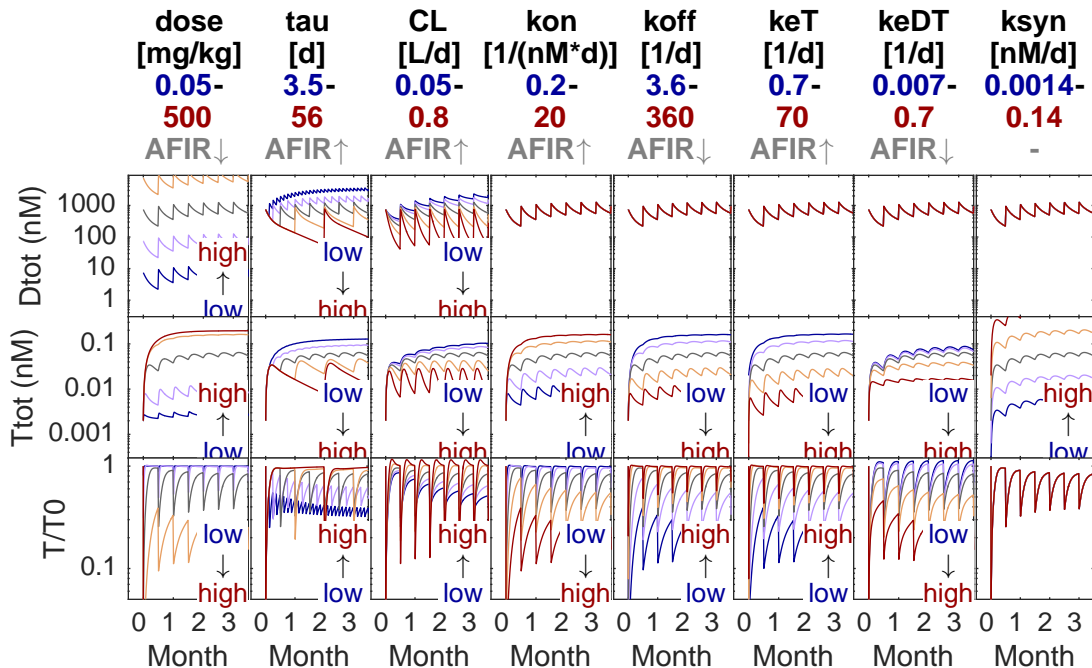 dose tau CL kon koff keT keDT ksyn
[mg/kg] [d] [L/d] [1/(nM*d)] [1/d] [1/d] [1/d] [nM/d]
0.05- 3.5- 0.05- 0.2- 3.6- 0.7- 0.007- 0.0014-
500 56 0.8 20 360 70 0.7 0.14
AFIR↓ AFIR↑ AFIR↑ AFIR↑ AFIR↓ AFIR↑ AFIR↓ -
Dtot (nM)
1000
100
10
1
high low low
↑ ↓ ↓
low high high
Ttot (nM)
0.1
0.01
0.001
high low low high low low low high
↑ ↓ ↓ ↑ ↓ ↓ ↓ ↑
low high high low high high high low
T/T0
1
0.1
low high high low high high low
↓ ↑ ↑ ↓ ↑ ↑ ↓
high low low high low low high
0 1 2 3 0 1 2 3 0 1 2 3 0 1 2 3 0 1 2 3 0 1 2 3 0 1 2 3 0 1 2 3
Month Month Month Month Month Month Month Month